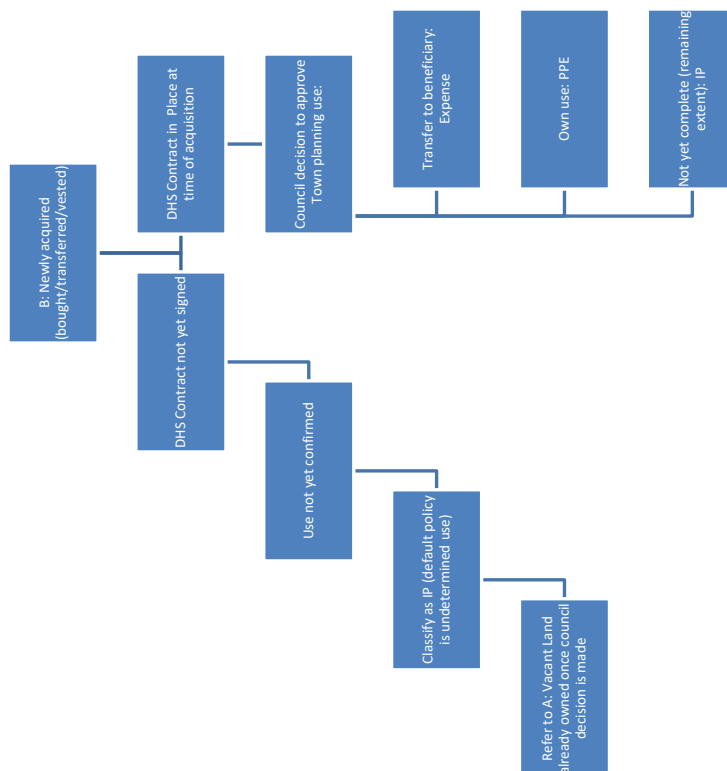 B: Newly acquired
(bought/transferred/vested)
DHS Contract not yet signed
DHS Contract in Place at
time of acquisition
Use not yet confirmed
Council decision to approve
Town planning use:
Classify as IP (default policy
is undetermined use)
Transfer to beneficiary:
Expense
Refer to A: Vacant Land
already owned once council
decision is made
Own use: PPE
Not yet complete (remaining
extent): IP